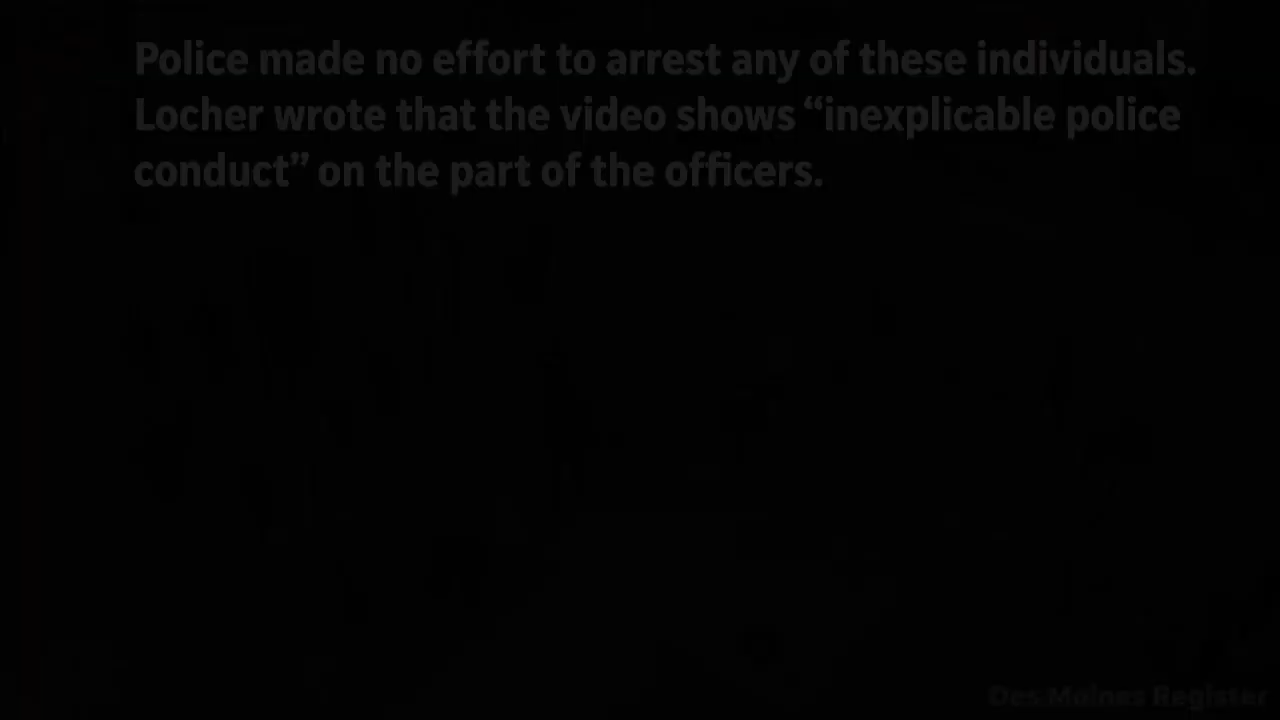 Police made no effort to arrest any of these individuals.
Locher wrote that the video shows “inexplicable police
conduct” on the part of the officers.
Des Moines Register